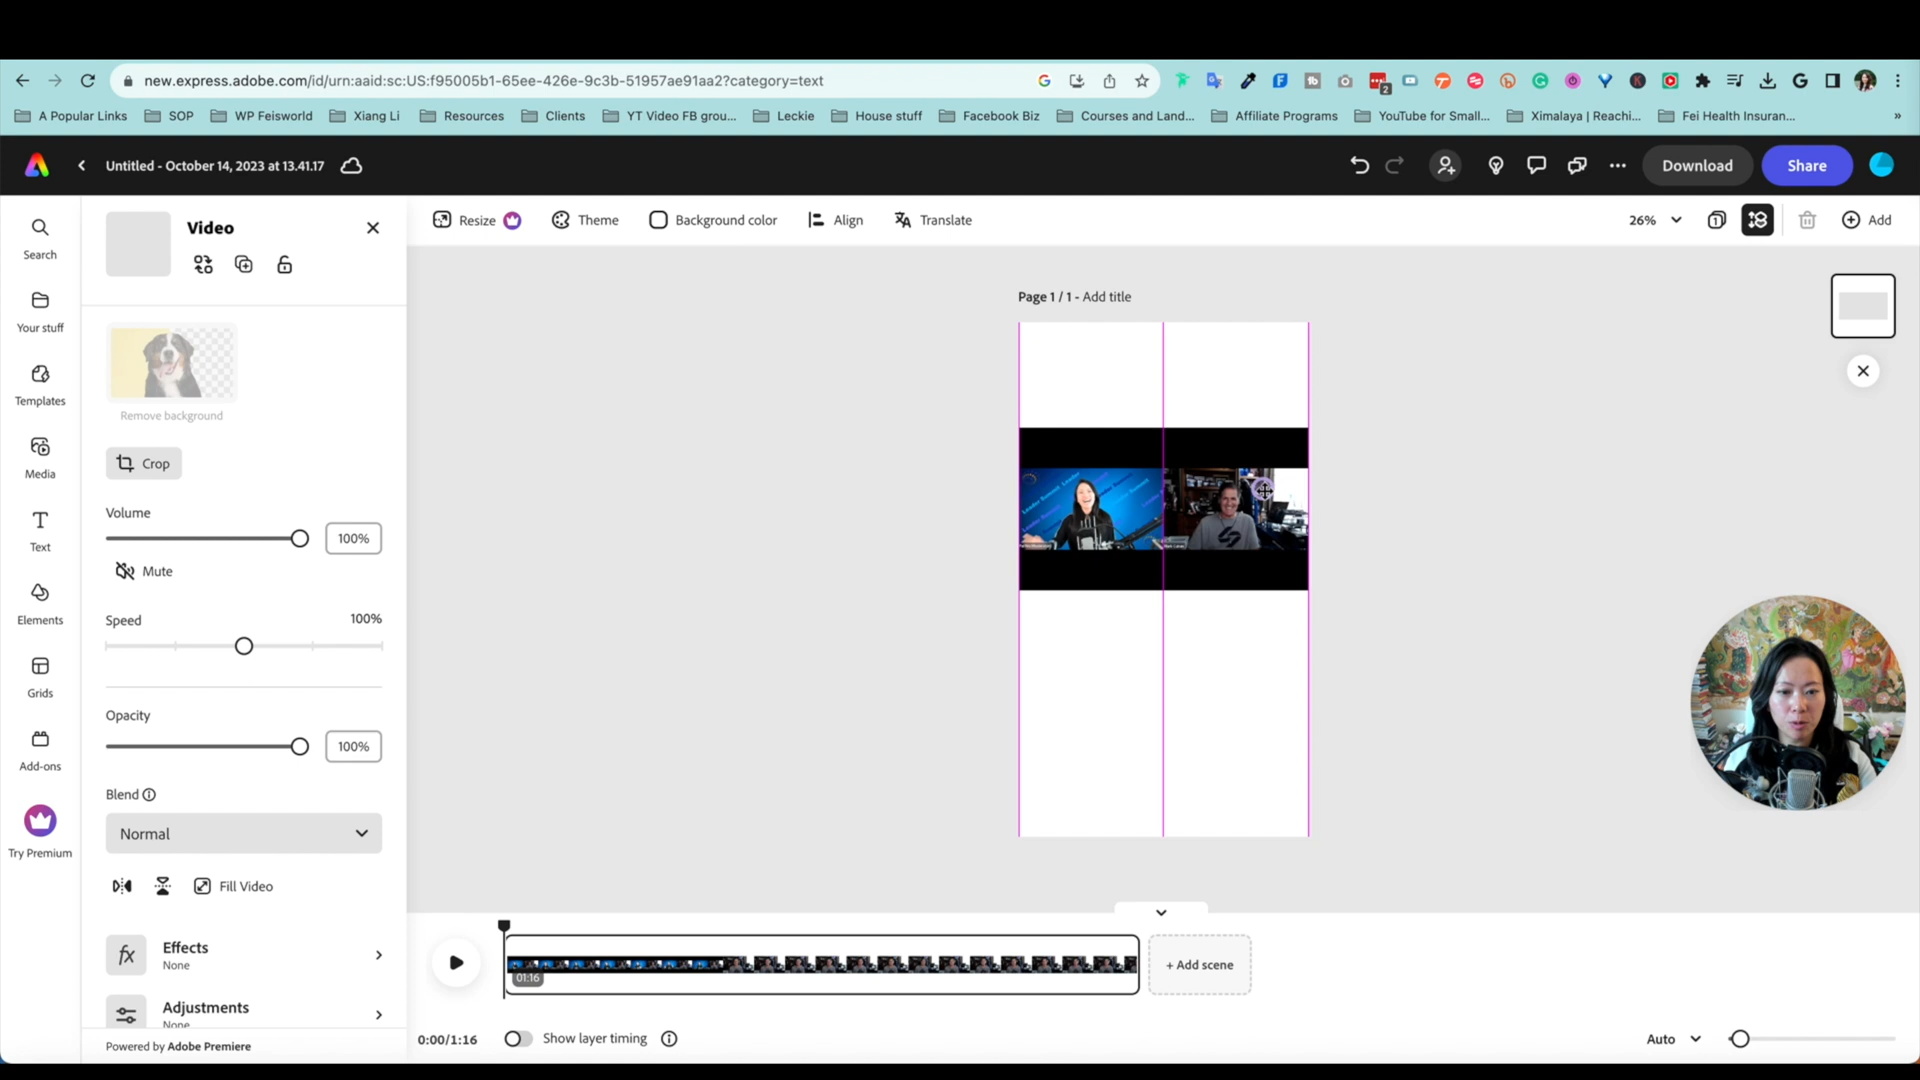 new.express.adobe.com/id/urn:aaid:sc:US:f95005b1-65ee-426e-9c3b-51957ae91aa2?category=text
2
A Popular Links
SOP
WP Feisworld
Xiang Li
Resources
Clients
YT Video FB grou...
Leckie
House stuff
Facebook Biz
Courses and Land...
Affiliate Programs
YouTube for Small...
Ximalaya | Reachi...
Fei Health Insuran...
Untitled - October 14, 2023 at 13.41.17
Download
Share
Search
Your stuff
Templates
Media
Text
Elements
Grids
Add-ons
Try Premium
Video
Remove background
Crop
Volume
100%
Mute
Speed
100%
Opacity
100%
Blend
Normal
Fill Video
Effects
None
Adjustments
None
Powered by Adobe Premiere
Resize
Theme
Background color
Align
Translate
26%
1
Add
Page 1 / 1 - Add title
01:16
+ Add scene
0:00/1:16
Show layer timing
Auto